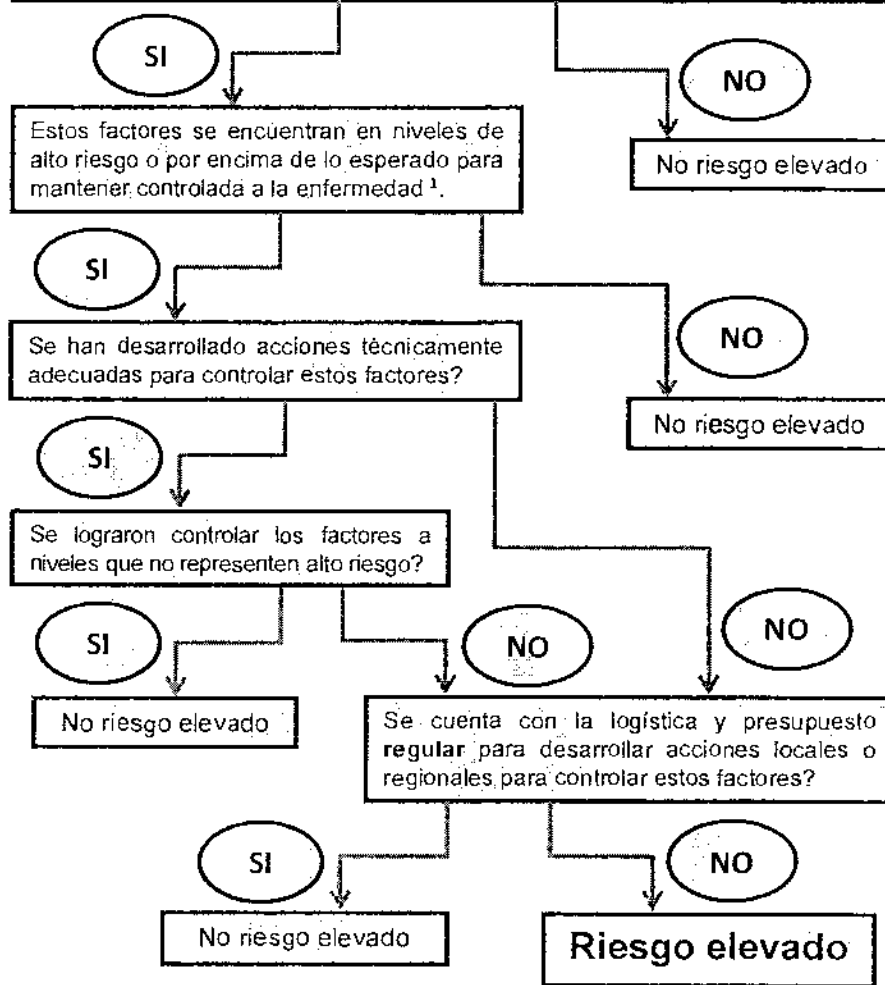 SI
NO
Estos factores se encuentran en niveles de
alto riesgo o por encima de lo esperado para
mantener controlada a la enfermedad ¹.
No riesgo elevado
SI
NO
Se han desarrollado acciones técnicamente
adecuadas para controlar estos factores?
No riesgo elevado
SI
Se lograron controlar los factores a
niveles que no representen alto riesgo?
SI
NO
NO
No riesgo elevado
Se cuenta con la logística y presupuesto
regular para desarrollar acciones locales o
regionales para controlar estos factores?
SI
NO
No riesgo elevado
Riesgo elevado